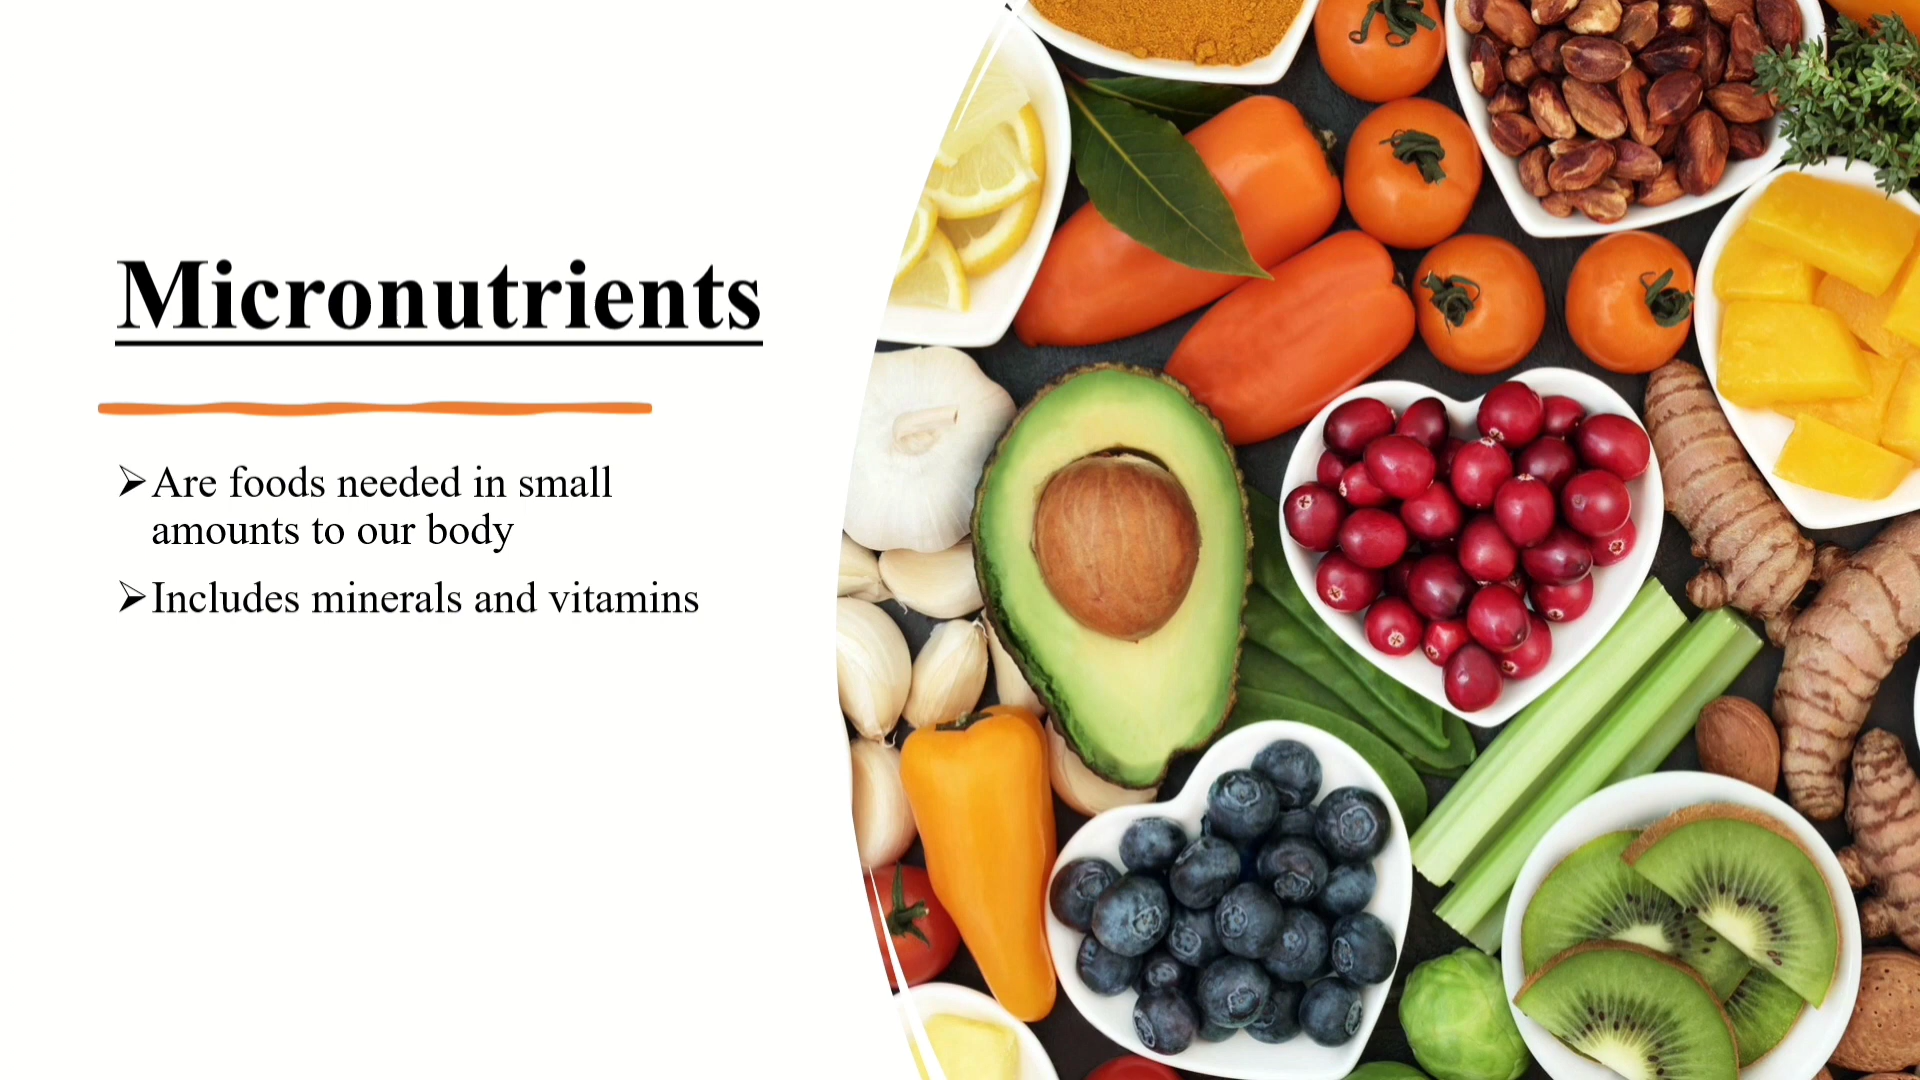 Micronutrients
➢Are foods needed in small
amounts to our body
➢Includes minerals and vitamins